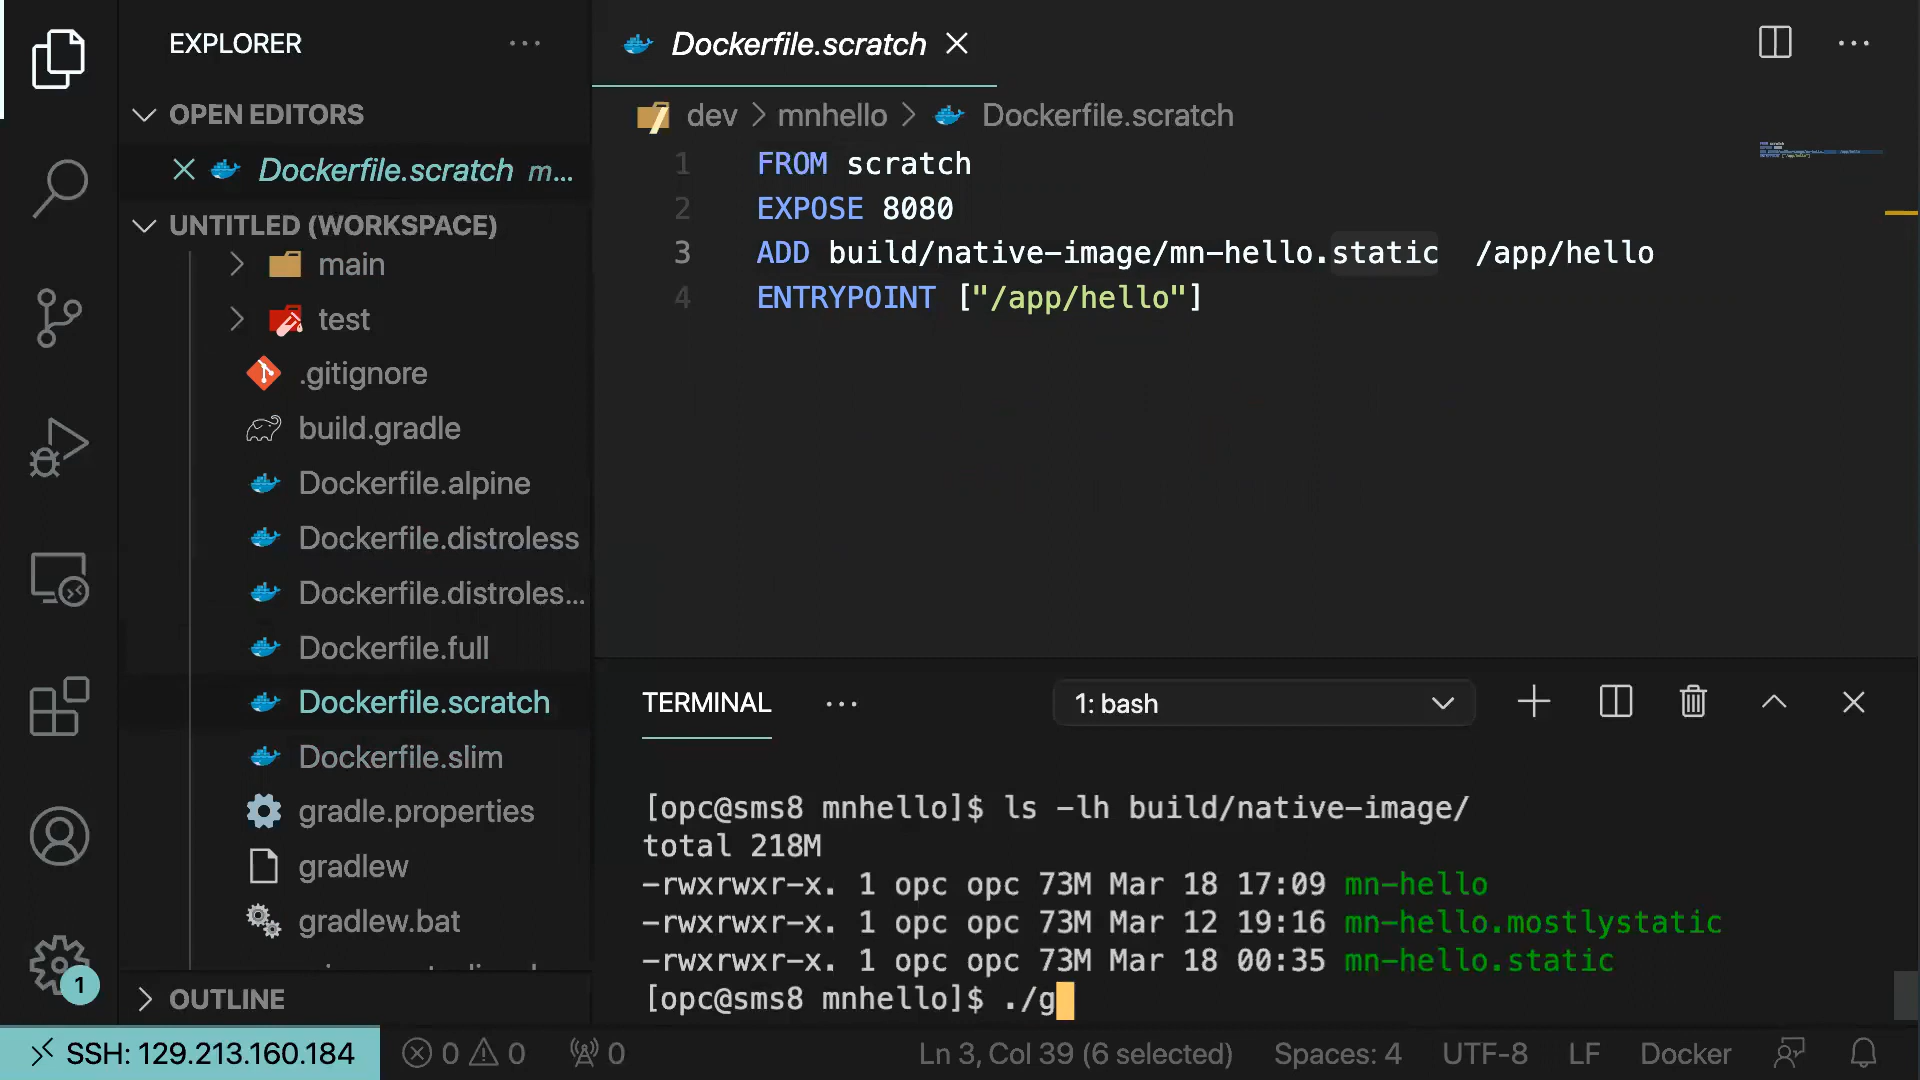 EXPLORER
OPEN EDITORS
Dockerfile.scratch m...
UNTITLED (WORKSPACE)
main
test
.gitignore
build.gradle
Dockerfile.alpine
Dockerfile.distroless
Dockerfile.distroles...
Dockerfile.full
Dockerfile.scratch
Dockerfile.slim
gradle.properties
gradlew
gradlew.bat
OUTLINE
1
Dockerfile.scratch
dev > mnhello > Dockerfile.scratch
1 FROM scratch
2 EXPOSE 8080
3 ADD build/native-image/mn-hello.static /app/hello
4 ENTRYPOINT ["/app/hello"]
TERMINAL ... 1: bash
[opc@sms8 mnhello]$ ls -lh build/native-image/
total 218M
-rwxrwxr-x. 1 opc opc 73M Mar 18 17:09 mn-hello
-rwxrwxr-x. 1 opc opc 73M Mar 12 19:16 mn-hello.mostlystatic
-rwxrwxr-x. 1 opc opc 73M Mar 18 00:35 mn-hello.static
[opc@sms8 mnhello]$ ./g
SSH: 129.213.160.184 0 0 0 Ln 3, Col 39 (6 selected) Spaces: 4 UTF-8 LF Docker